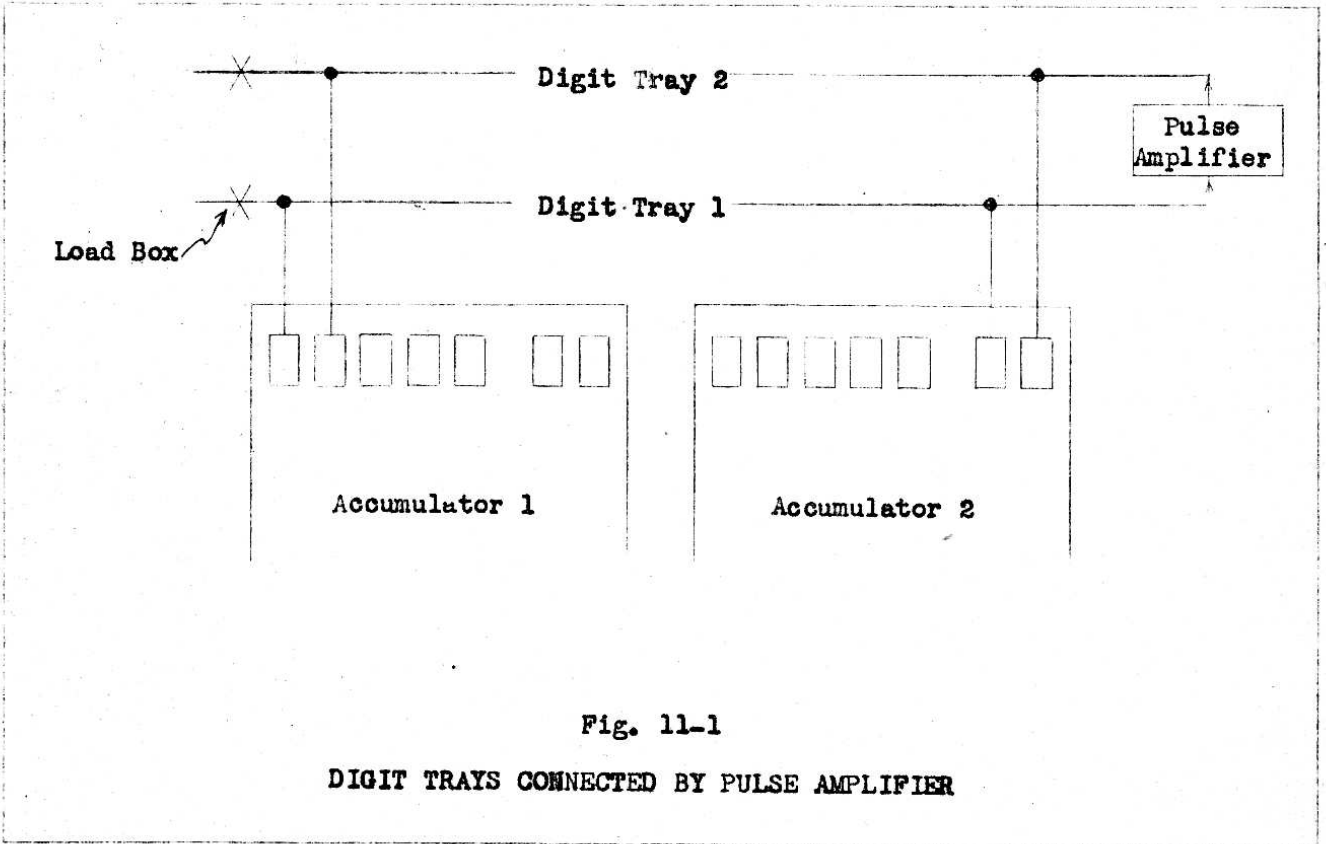 Digit Tray 2
Pulse
Amplifier
Digit Tray 1
Load Box
Accumulator 1
Accumulator 2
Fig. 11-1
DIGIT TRAYS CONNECTED BY PULSE AMPLIFIER